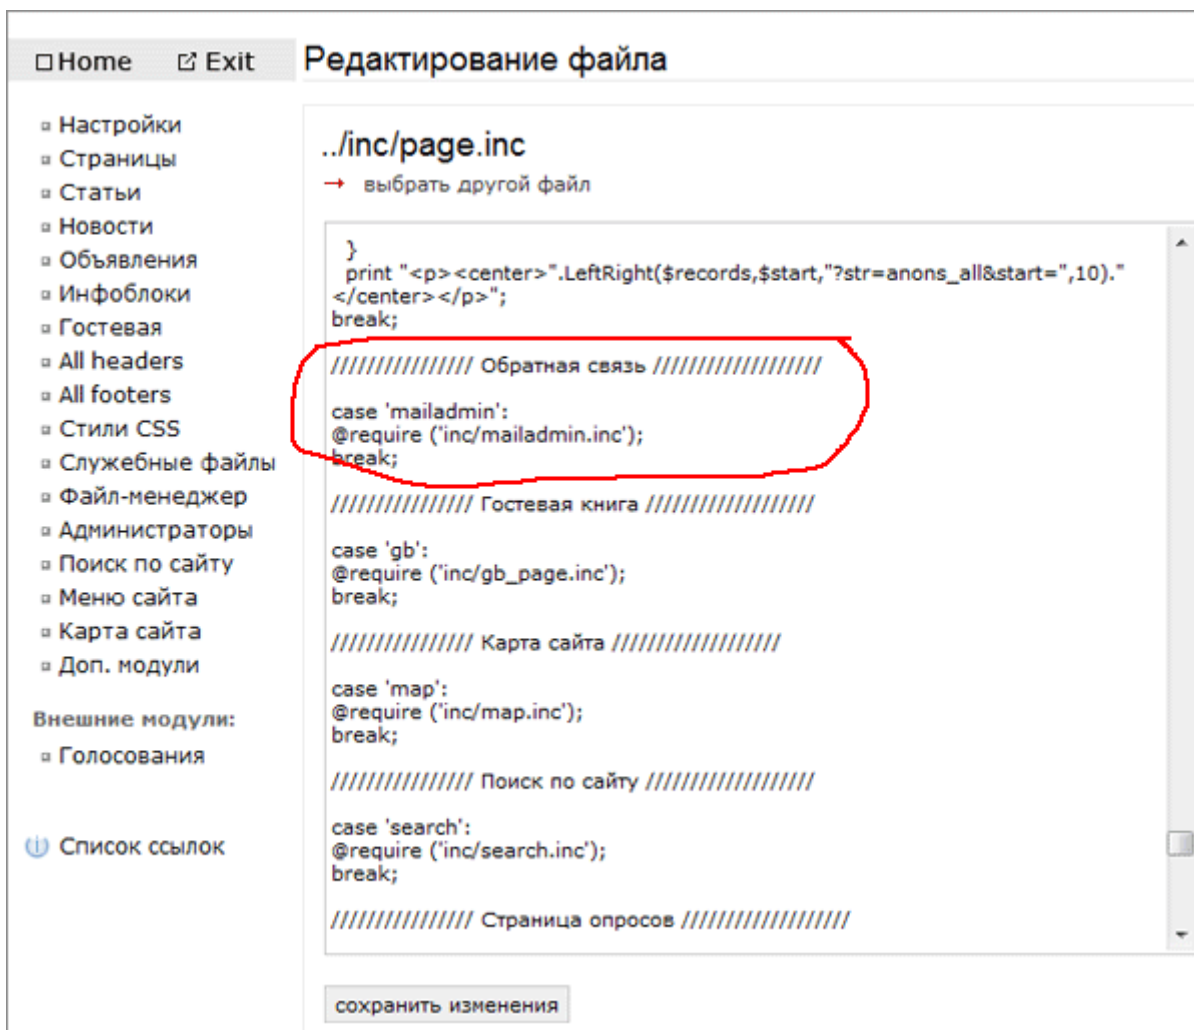 Home Exit Редактирование файла
Настройки
Страницы
Статьи
Новости
Объявления
Инфоблоки
Гостевая
All headers
All footers
Стили CSS
Служебные файлы
Файл-менеджер
Администраторы
Поиск по сайту
Меню сайта
Карта сайта
Доп. модули
Внешние модули:
Голосования
Список ссылок
../inc/page.inc
→ выбрать другой файл
}
print "<p><center>".LeftRight($records,$start,"?str=anons_all&start=",10)."
</center></p>";
break;
//////////////// Обратная связь ///////////////////
case 'mailadmin':
@require ('inc/mailadmin.inc');
break;
//////////////// Гостевая книга ///////////////////
case 'gb':
@require ('inc/gb_page.inc');
break;
//////////////// Карта сайта ///////////////////
case 'map':
@require ('inc/map.inc');
break;
//////////////// Поиск по сайту ///////////////////
case 'search':
@require ('inc/search.inc');
break;
//////////////// Страница опросов ///////////////////
сохранить изменения